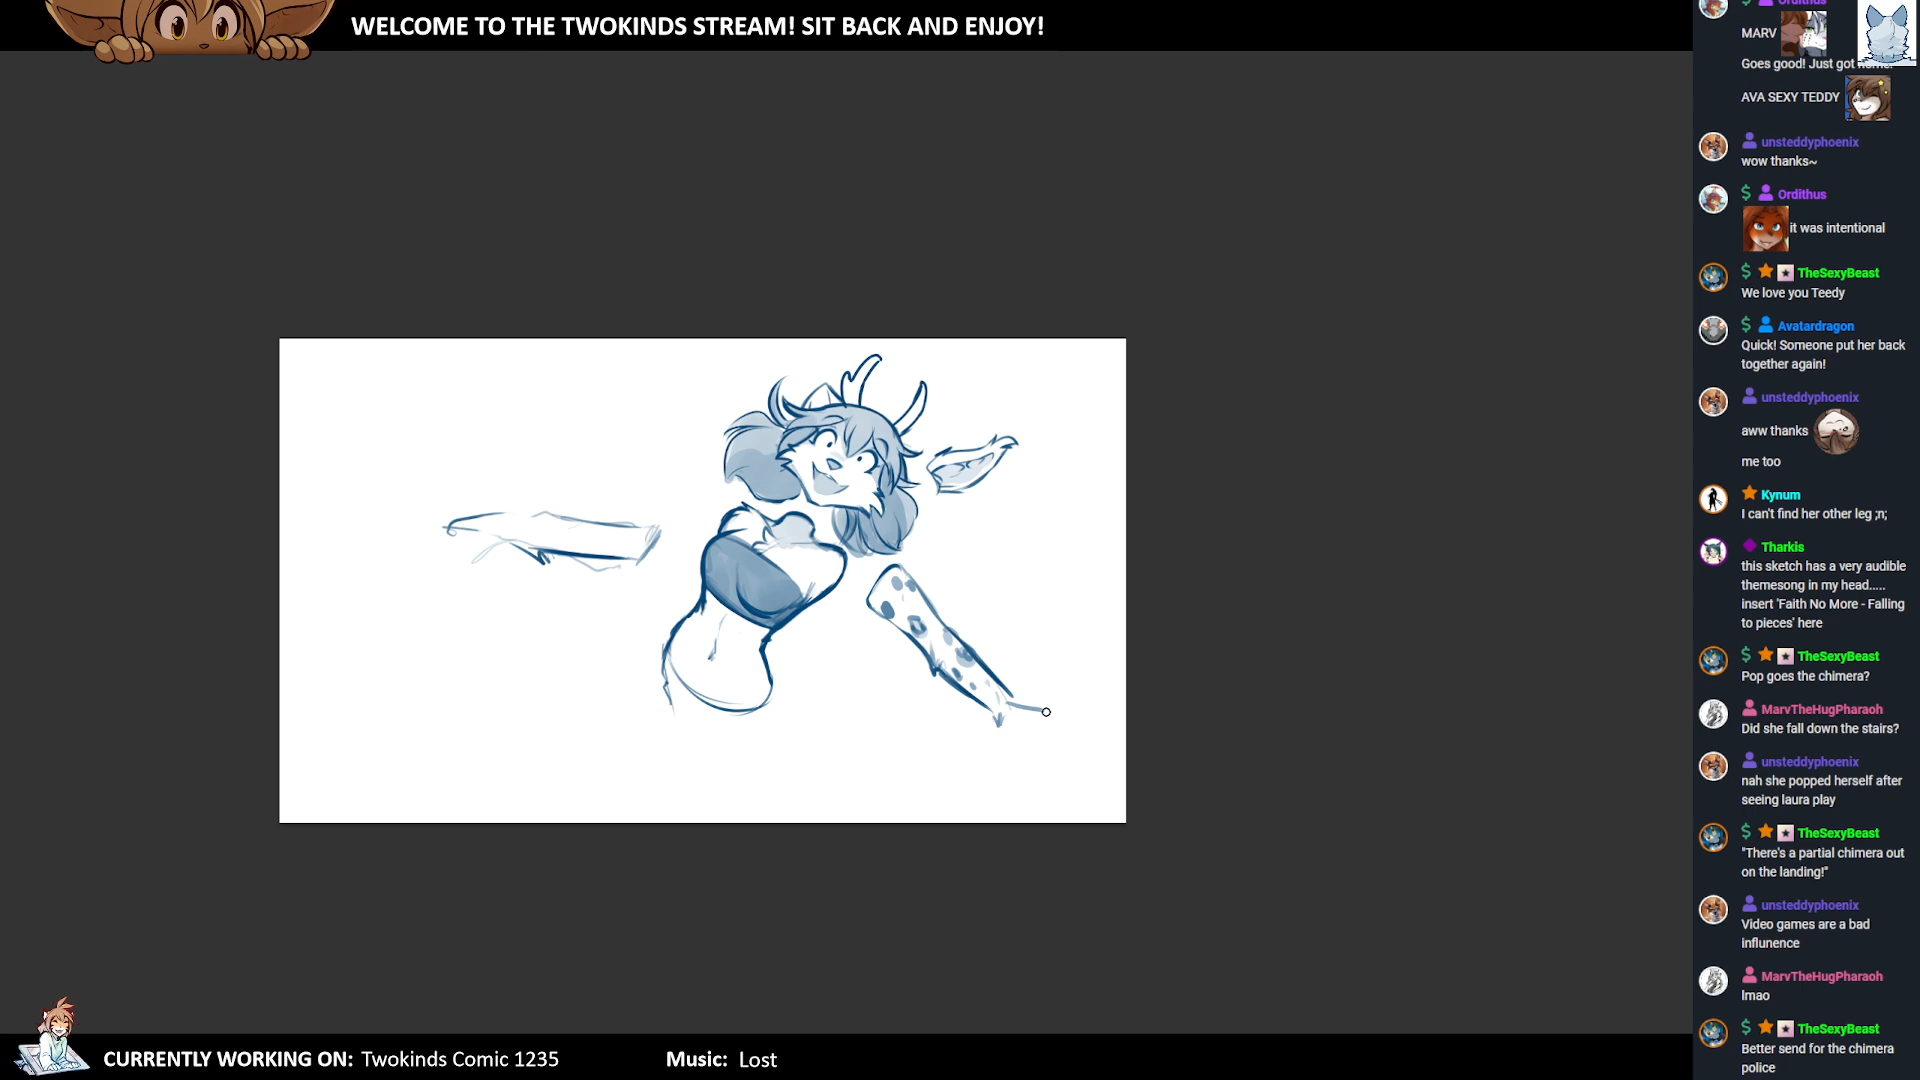 WELCOME TO THE TWOKINDS STREAM! SIT BACK AND ENJOY!
Ordithus
MARV
Goes good! Just got home!
AVA SEXY TEDDY
unsteddyphoenix
wow thanks~
$ Ordithus
it was intentional
$ TheSexyBeast
We love you Teedy
$ Avatardragon
Quick! Someone put her back
together again!
unsteddyphoenix
aww thanks
me too
Kynum
I can't find her other leg ;n;
Tharkis
this sketch has a very audible
themesong in my head.....
insert 'Faith No More - Falling
to pieces' here
$ TheSexyBeast
Pop goes the chimera?
MarvTheHugPharaoh
Did she fall down the stairs?
unsteddyphoenix
nah she popped herself after
seeing laura play
$ TheSexyBeast
"There's a partial chimera out
on the landing!"
unsteddyphoenix
Video games are a bad
influnence
MarvTheHugPharaoh
lmao
$ TheSexyBeast
Better send for the chimera
police
CURRENTLY WORKING ON: Twokinds Comic 1235
Music: Lost